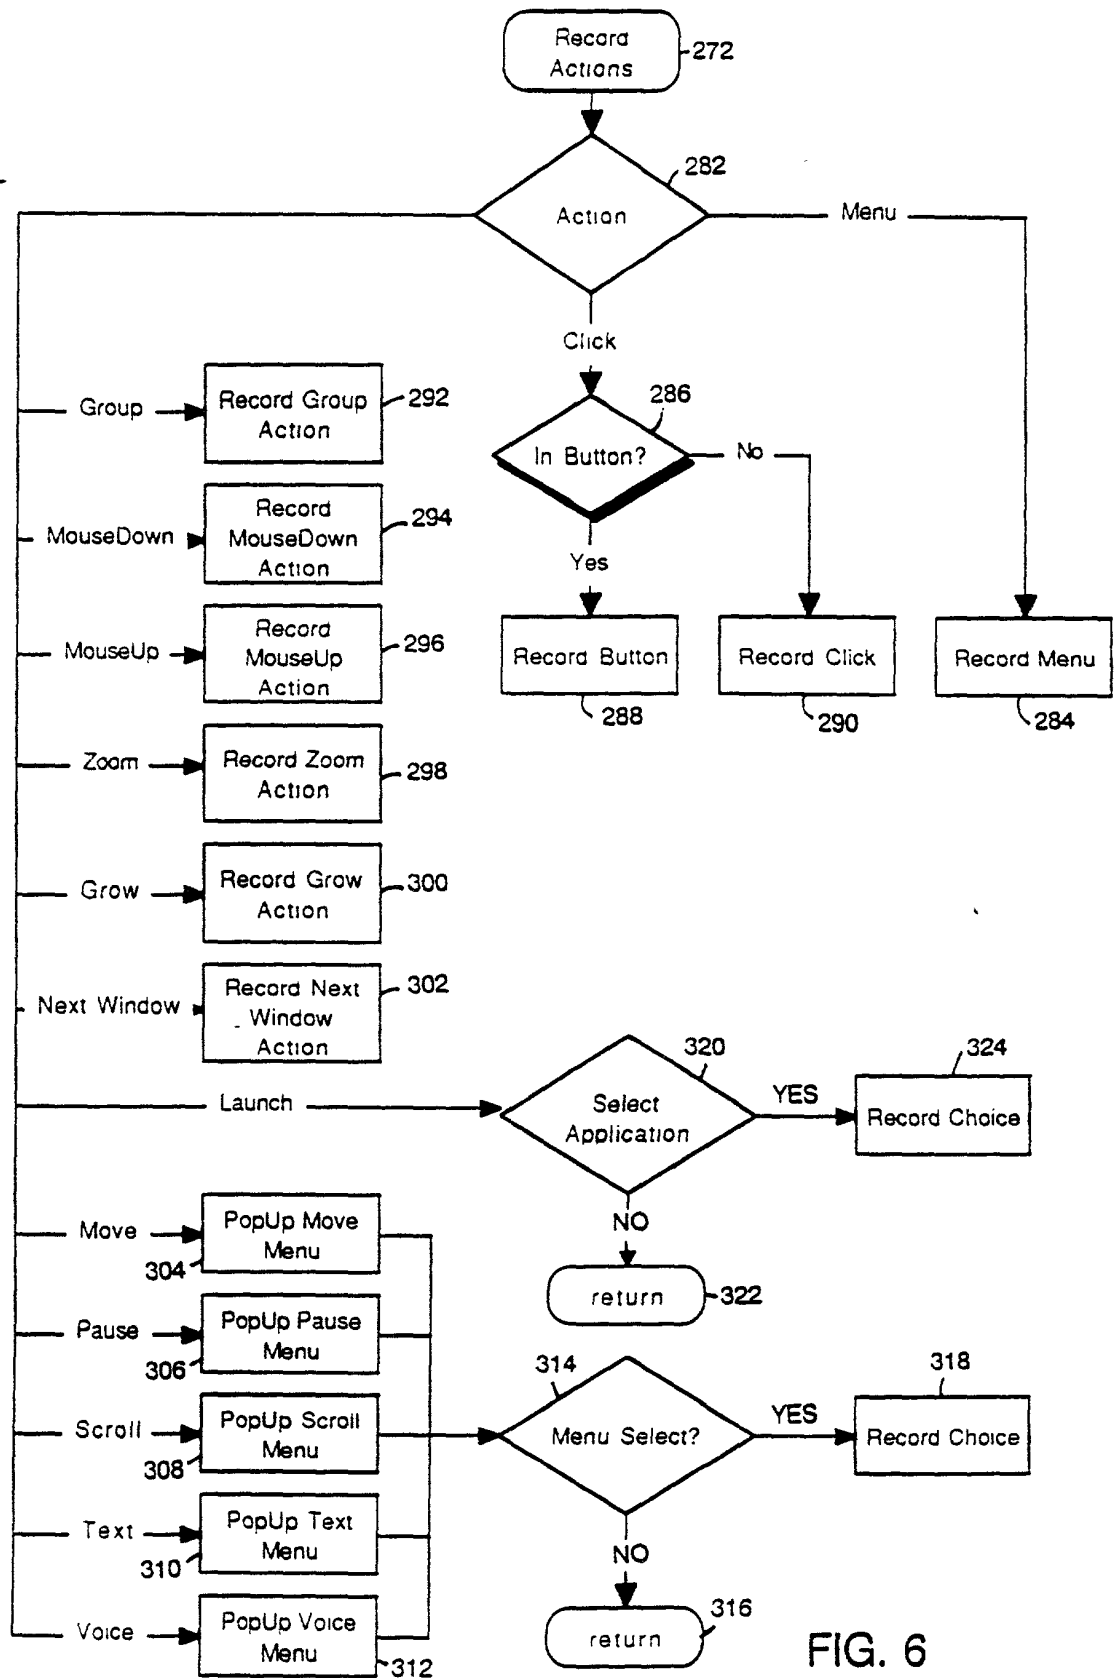 Record
Actions
272
282
Action
Menu
Click
286
In Button?
No
Yes
Record Button
288
Record Click
290
Record Menu
284
Group
Record Group
Action
292
MouseDown
Record
MouseDown
Action
294
MouseUp
Record
MouseUp
Action
296
Zoom
Record Zoom
Action
298
Grow
Record Grow
Action
300
Next Window
Record Next
Window
Action
302
Launch
320
Select
Application
YES
324
Record Choice
NO
return
322
Move
PopUp Move
Menu
304
Pause
PopUp Pause
Menu
306
Scroll
PopUp Scroll
Menu
308
314
Menu Select?
YES
318
Record Choice
Text
PopUp Text
Menu
310
NO
Voice
PopUp Voice
Menu
312
return
316
FIG. 6